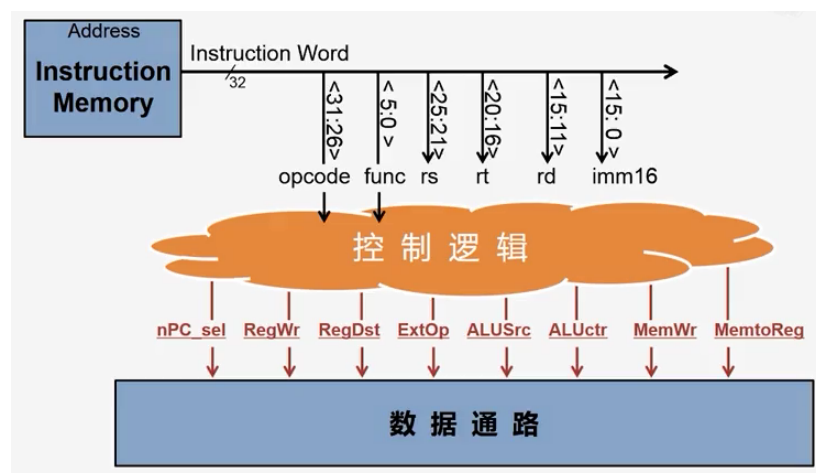 Address
Instruction
Memory
Instruction Word
32
<31:26>
< 5:0 >
<25:21>
<20:16>
<15:11>
<15: 0 >
opcode func rs rt rd imm16
控制逻辑
nPC_sel RegWr RegDst ExtOp ALUSrc ALUctr MemWr MemtoReg
数据通路